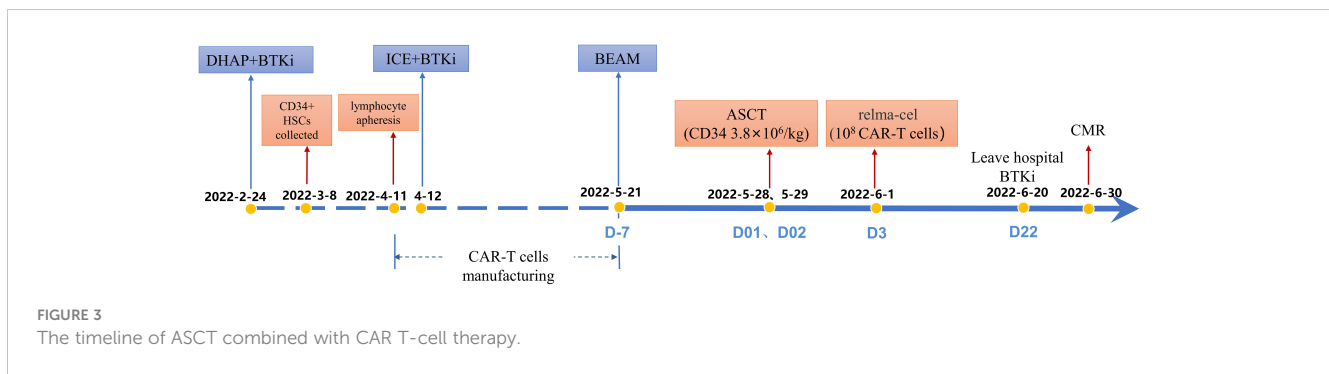 DHAP+BTKi
ICE+BTKi
BEAM
CD34+
HSCs
collected
lymphocyte
apheresis
ASCT
(CD34 3.8×10⁶/kg)
relma-cel
(10⁸ CAR-T cells）
CMR
Leave hospital
BTKi
2022-2-24
2022-3-8
2022-4-11
4-12
2022-5-21
2022-5-28、5-29
2022-6-1
2022-6-20
2022-6-30
D-7
D01、D02
D3
D22
CAR-T cells
manufacturing
FIGURE 3
The timeline of ASCT combined with CAR T-cell therapy.